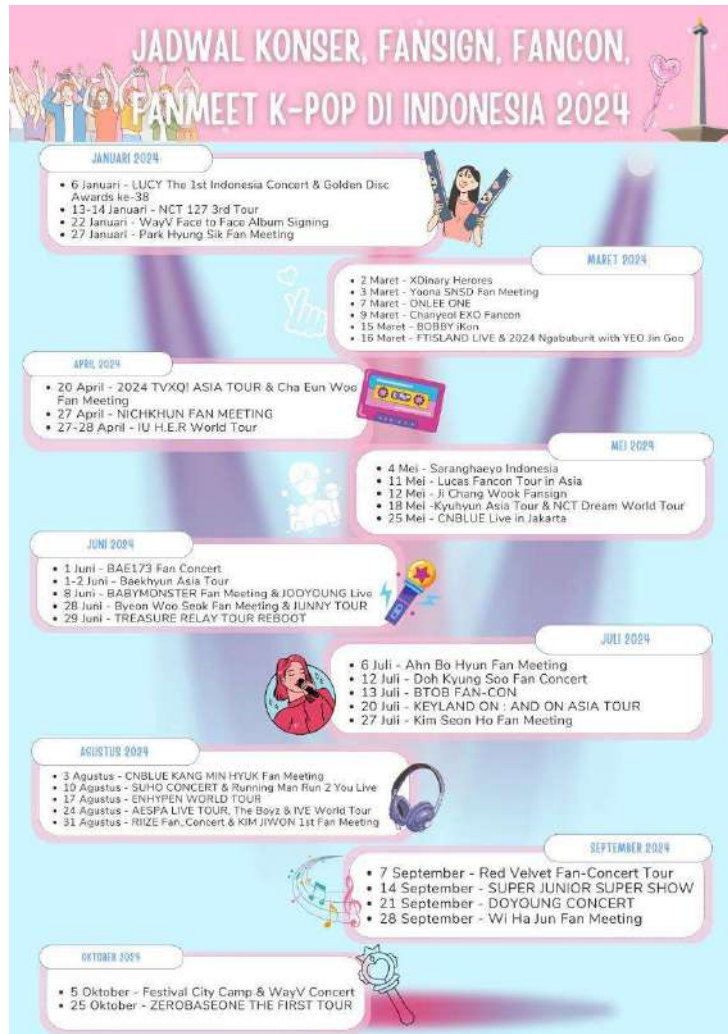 JADWAL KONSER, FANSIGN, FANCON,
FANMEET K-POP DI INDONESIA 2024
JANUARI 2024
• 6 Januari - LUCY The 1st Indonesia Concert & Golden Disc
Awards ke-38
• 13-14 Januari - NCT 127 3rd Tour
• 22 Januari - WayV Face to Face Album Signing
• 27 Januari - Park Hyung Sik Fan Meeting
MARET 2024
• 2 Maret - XDinary Herores
• 3 Maret - Yoona SNSD Fan Meeting
• 7 Maret - ONLEE ONE
• 9 Maret - Chanyeol EXO Fancon
• 15 Maret - BOBBY iKon
• 16 Maret - FTISLAND LIVE & 2024 Ngabuburit with YEO Jin Goo
APRIL 2024
• 20 April - 2024 TVXQ! ASIA TOUR & Cha Eun Woo
Fan Meeting
• 27 April - NICHKHUN FAN MEETING
• 27-28 April - IU H.E.R World Tour
MEI 2024
• 4 Mei - Saranghaeyo Indonesia
• 11 Mei - Lucas Fancon Tour in Asia
• 12 Mei - Ji Chang Wook Fansign
• 18 Mei -Kyuhyun Asia Tour & NCT Dream World Tour
• 25 Mei - CNBLUE Live in Jakarta
JUNI 2024
• 1 Juni - BAE173 Fan Concert
• 1-2 Juni - Baekhyun Asia Tour
• 8 Juni - BABYMONSTER Fan Meeting & JOOYOUNG Live
• 28 Juni - Byeon Woo Seok Fan Meeting & JUNNY TOUR
• 29 Juni - TREASURE RELAY TOUR REBOOT
JULI 2024
• 6 Juli - Ahn Bo Hyun Fan Meeting
• 12 Juli - Doh Kyung Soo Fan Concert
• 13 Juli - BTOB FAN-CON
• 20 Juli - KEYLAND ON : AND ON ASIA TOUR
• 27 Juli - Kim Seon Ho Fan Meeting
AGUSTUS 2024
• 3 Agustus - CNBLUE KANG MIN HYUK Fan Meeting
• 10 Agustus - SUHO CONCERT & Running Man Run 2 You Live
• 17 Agustus - ENHYPEN WORLD TOUR
• 24 Agustus - AESPA LIVE TOUR, The Boyz & IVE World Tour
• 31 Agustus - RIIZE Fan_Concert & KIM JIWON 1st Fan Meeting
SEPTEMBER 2024
• 7 September - Red Velvet Fan-Concert Tour
• 14 September - SUPER JUNIOR SUPER SHOW
• 21 September - DOYOUNG CONCERT
• 28 September - Wi Ha Jun Fan Meeting
OKTOBER 2024
• 5 Oktober - Festival City Camp & WayV Concert
• 25 Oktober - ZEROBASEONE THE FIRST TOUR